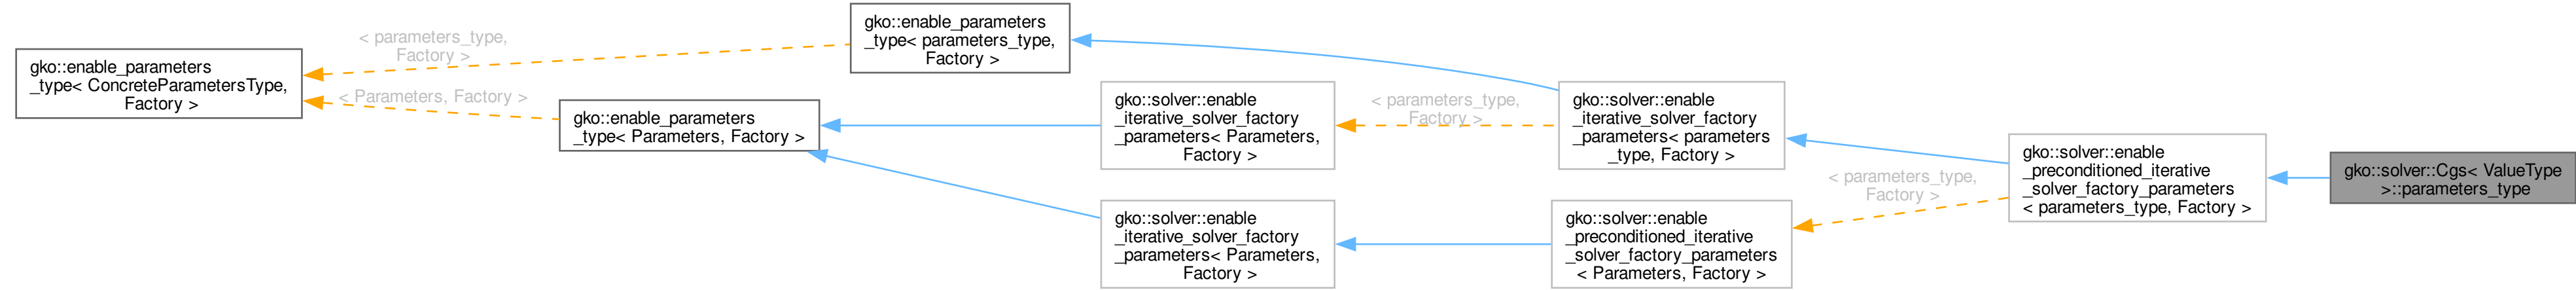 gko::enable_parameters
_type< ConcreteParametersType,
Factory >
< parameters_type,
Factory >
< Parameters, Factory >
gko::enable_parameters
_type< parameters_type,
Factory >
gko::enable_parameters
_type< Parameters, Factory >
gko::solver::enable
_iterative_solver_factory
_parameters< Parameters,
Factory >
gko::solver::enable
_iterative_solver_factory
_parameters< Parameters,
Factory >
< parameters_type,
Factory >
gko::solver::enable
_iterative_solver_factory
_parameters< parameters
_type, Factory >
gko::solver::enable
_preconditioned_iterative
_solver_factory_parameters
< Parameters, Factory >
< parameters_type,
Factory >
gko::solver::enable
_preconditioned_iterative
_solver_factory_parameters
< parameters_type, Factory >
gko::solver::Cgs< ValueType
>::parameters_type